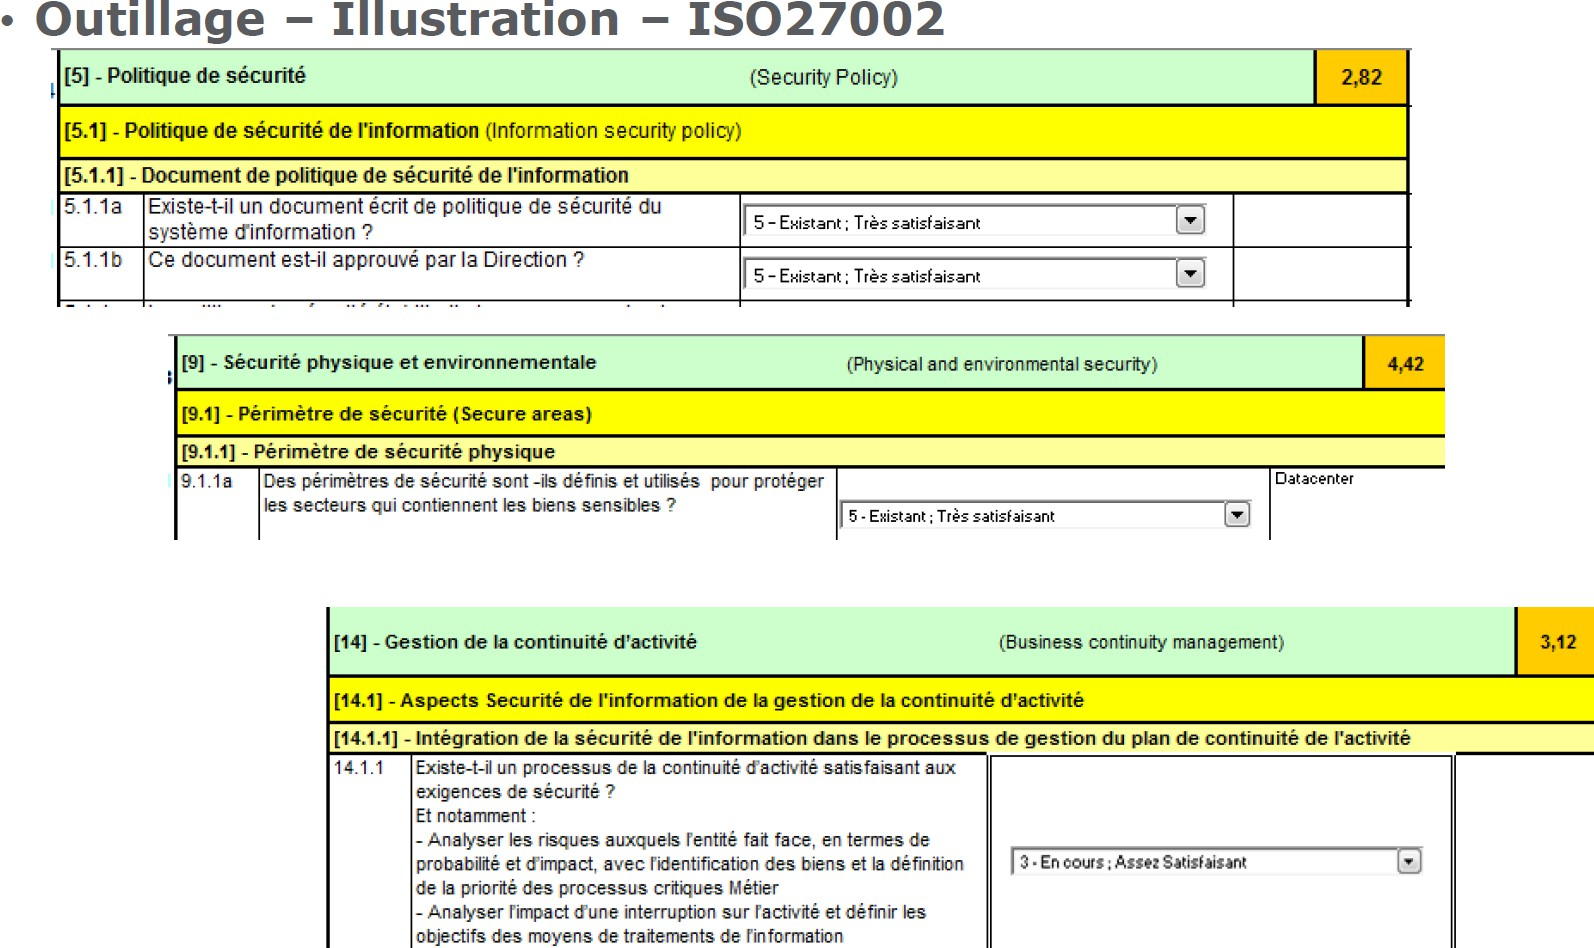 • Outillage – Illustration – ISO27002
[5] - Politique de sécurité (Security Policy) 2,82
[5.1] - Politique de sécurité de l'information (Information security policy)
[5.1.1] - Document de politique de sécurité de l'information
5.1.1a Existe-t-il un document écrit de politique de sécurité du
système d'information ?
5 - Existant ; Très satisfaisant
5.1.1b Ce document est-il approuvé par la Direction ?
5 - Existant ; Très satisfaisant
[9] - Sécurité physique et environnementale (Physical and environmental security) 4,42
[9.1] - Périmètre de sécurité (Secure areas)
[9.1.1] - Périmètre de sécurité physique
9.1.1a Des périmètres de sécurité sont -ils définis et utilisés pour protéger
les secteurs qui contiennent les biens sensibles ?
5 - Existant ; Très satisfaisant
Datacenter
[14] - Gestion de la continuité d'activité (Business continuity management) 3,12
[14.1] - Aspects Securité de l'information de la gestion de la continuité d'activité
[14.1.1] - Intégration de la sécurité de l'information dans le processus de gestion du plan de continuité de l'activité
14.1.1 Existe-t-il un processus de la continuité d'activité satisfaisant aux
exigences de sécurité ?
Et notamment :
- Analyser les risques auxquels l'entité fait face, en termes de
probabilité et d'impact, avec l'identification des biens et la définition
de la priorité des processus critiques Métier
- Analyser l'impact d'une interruption sur l'activité et définir les
objectifs des moyens de traitements de l'information
3 - En cours ; Assez Satisfaisant